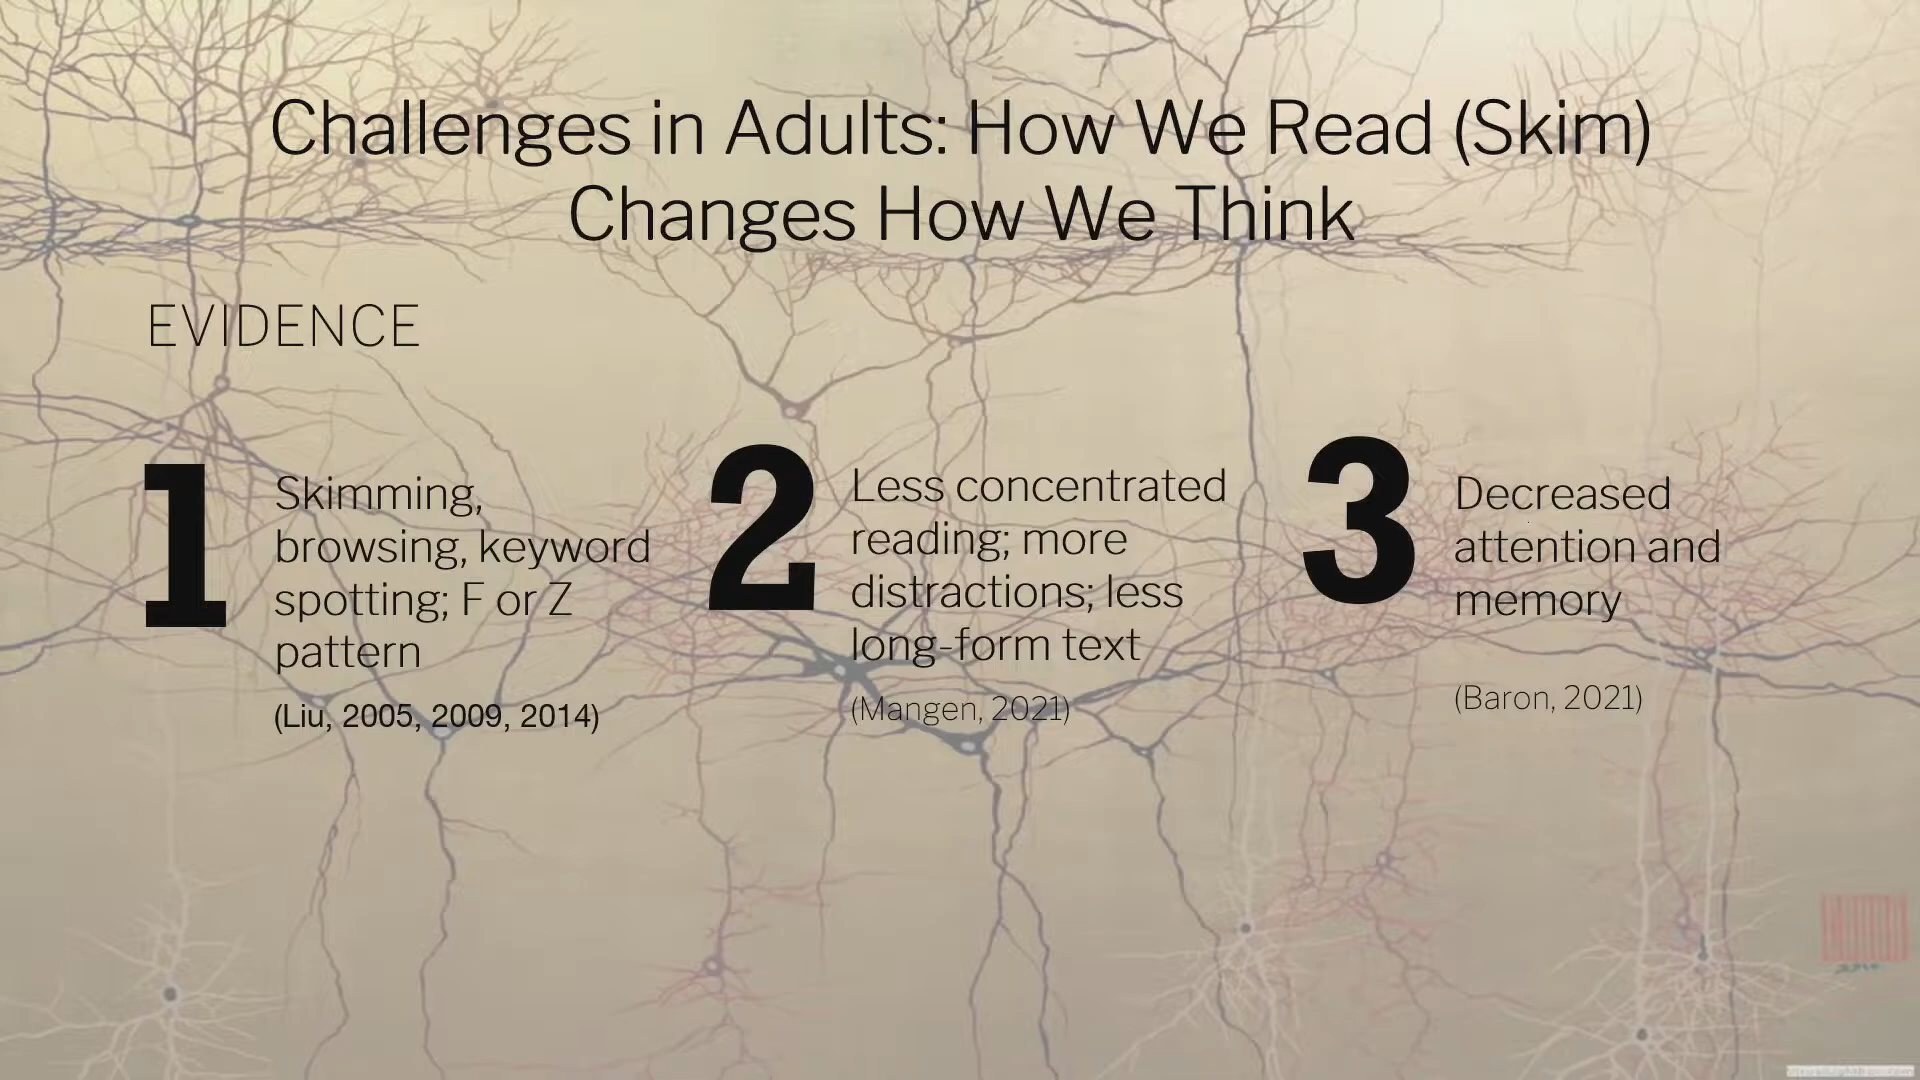 Challenges in Adults: How We Read (Skim)
Changes How We Think
EVIDENCE
1
Skimming,
browsing, keyword
spotting; F or Z
pattern
(Liu, 2005, 2009, 2014)
2
Less concentrated
reading; more
distractions; less
long-form text
(Mangen, 2021)
3
Decreased
attention and
memory
(Baron, 2021)